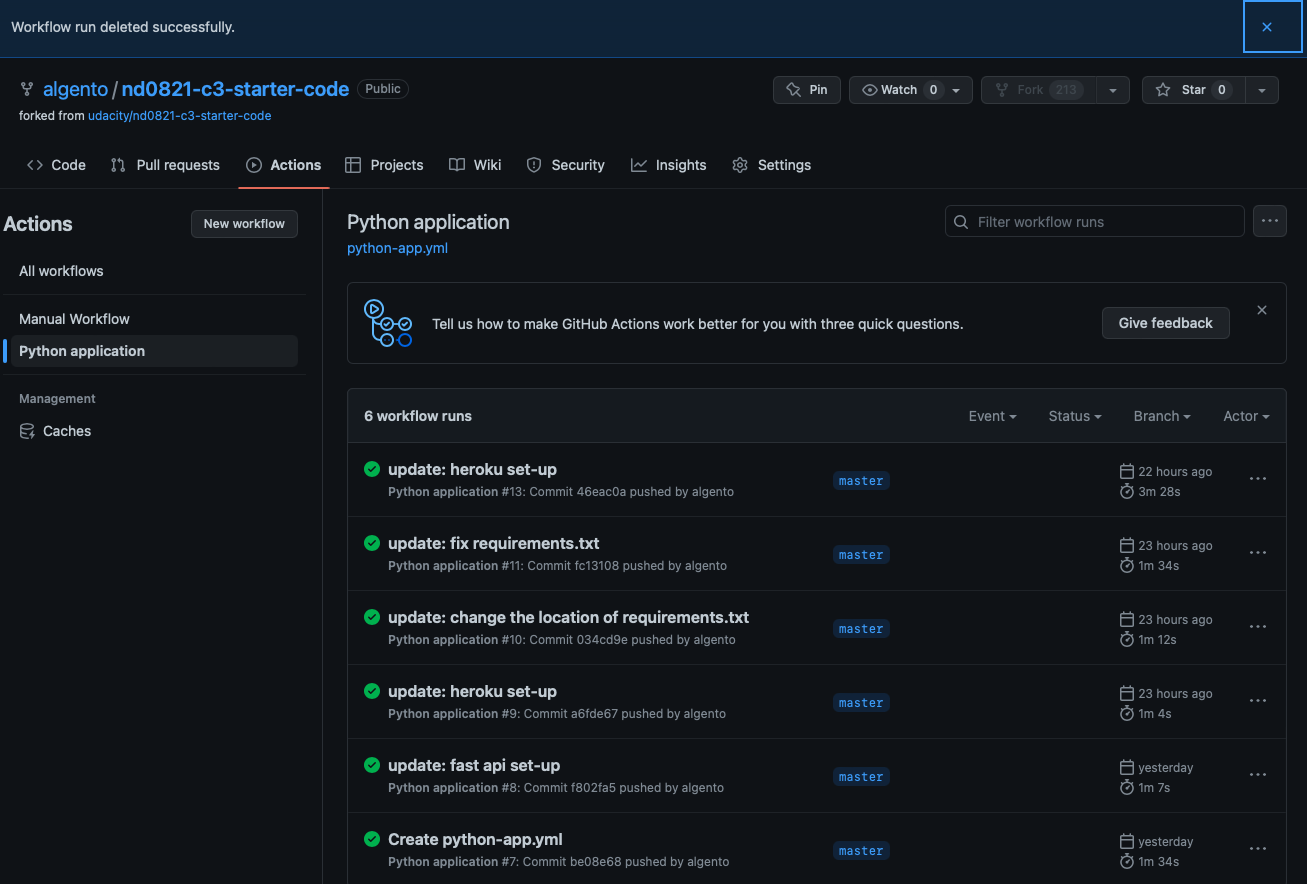 Workflow run deleted successfully.
algento / nd0821-c3-starter-code Public
Pin
Watch 0
Fork 213
Star 0
forked from udacity/nd0821-c3-starter-code
Code
Pull requests
Actions
Projects
Wiki
Security
Insights
Settings
Actions
New workflow
All workflows
Manual Workflow
Python application
Management
Caches
Python application
python-app.yml
Filter workflow runs
Tell us how to make GitHub Actions work better for you with three quick questions.
Give feedback
6 workflow runs
Event
Status
Branch
Actor
update: heroku set-up
Python application #13: Commit 46eac0a pushed by algento
master
22 hours ago
3m 28s
update: fix requirements.txt
Python application #11: Commit fc13108 pushed by algento
master
23 hours ago
1m 34s
update: change the location of requirements.txt
Python application #10: Commit 034cd9e pushed by algento
master
23 hours ago
1m 12s
update: heroku set-up
Python application #9: Commit a6fde67 pushed by algento
master
23 hours ago
1m 4s
update: fast api set-up
Python application #8: Commit f802fa5 pushed by algento
master
yesterday
1m 7s
Create python-app.yml
Python application #7: Commit be08e68 pushed by algento
master
yesterday
1m 34s